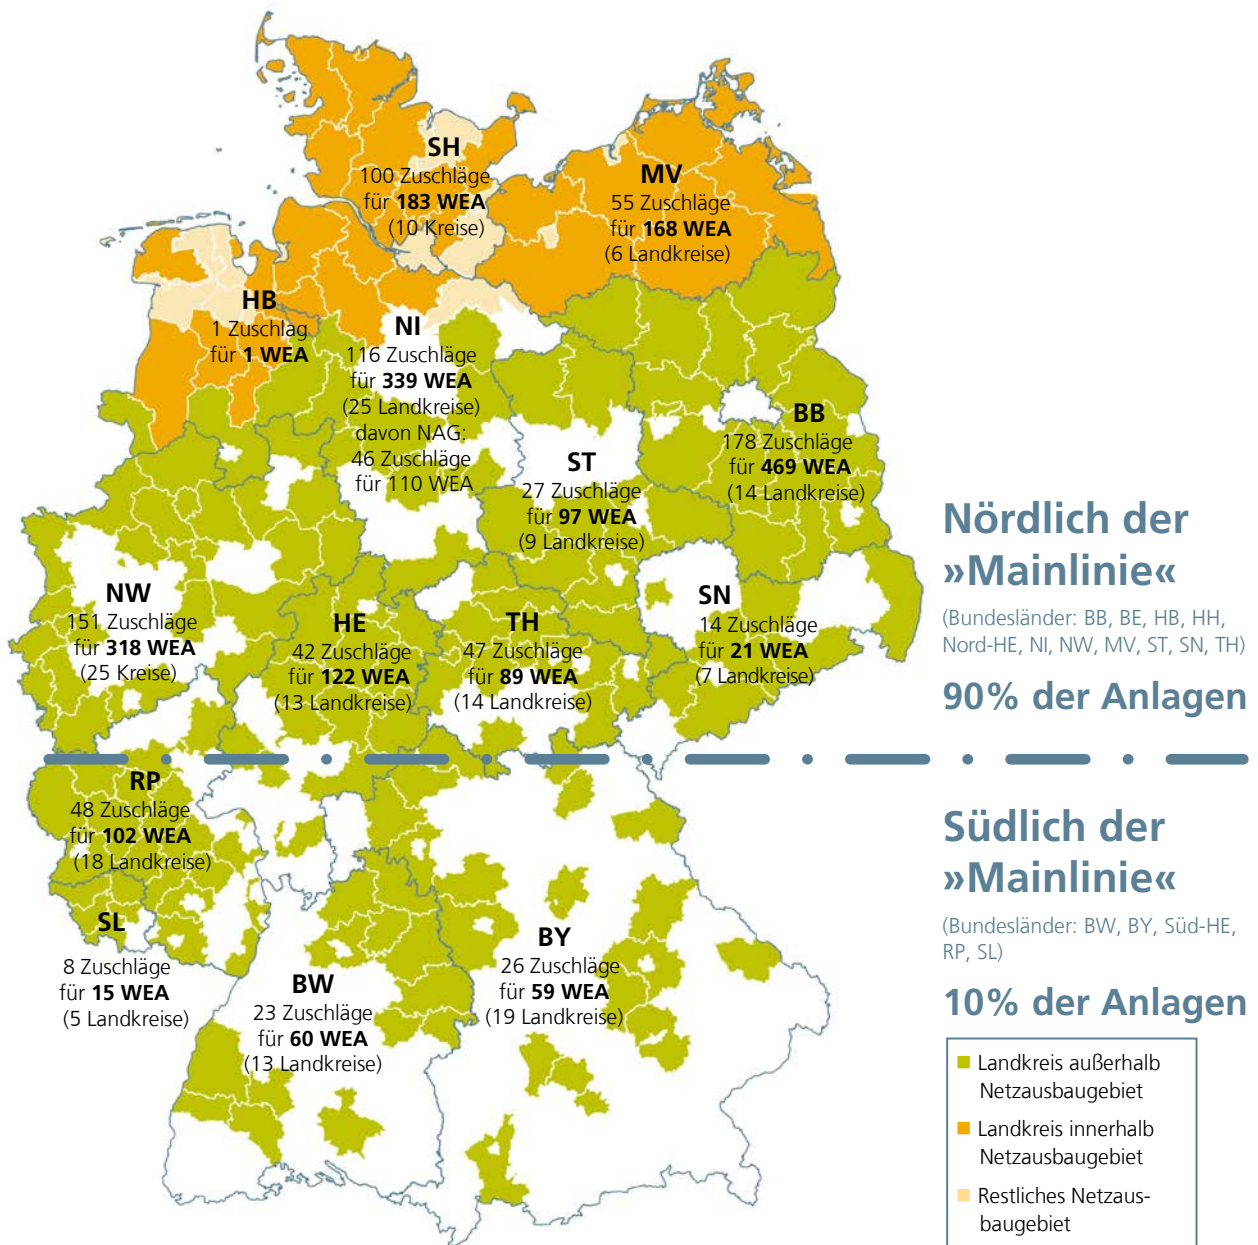 SH
100 Zuschläge
für 183 WEA
(10 Kreise)
MV
55 Zuschläge
für 168 WEA
(6 Landkreise)
HB
1 Zuschlag
für 1 WEA
NI
116 Zuschläge
für 339 WEA
(25 Landkreise)
davon NAG:
46 Zuschläge
für 110 WEA
BB
178 Zuschläge
für 469 WEA
(14 Landkreise)
ST
27 Zuschläge
für 97 WEA
(9 Landkreise)
NW
151 Zuschläge
für 318 WEA
(25 Kreise)
HE
42 Zuschläge
für 122 WEA
(13 Landkreise)
TH
47 Zuschläge
für 89 WEA
(14 Landkreise)
SN
14 Zuschläge
für 21 WEA
(7 Landkreise)
Nördlich der
»Mainlinie«
(Bundesländer: BB, BE, HB, HH,
Nord-HE, NI, NW, MV, ST, SN, TH)
90% der Anlagen
RP
48 Zuschläge
für 102 WEA
(18 Landkreise)
SL
8 Zuschläge
für 15 WEA
(5 Landkreise)
BW
23 Zuschläge
für 60 WEA
(13 Landkreise)
BY
26 Zuschläge
für 59 WEA
(19 Landkreise)
Südlich der
»Mainlinie«
(Bundesländer: BW, BY, Süd-HE,
RP, SL)
10% der Anlagen
Landkreis außerhalb
Netzausbaugebiet
Landkreis innerhalb
Netzausbaugebiet
Restliches Netzaus-
baugebiet